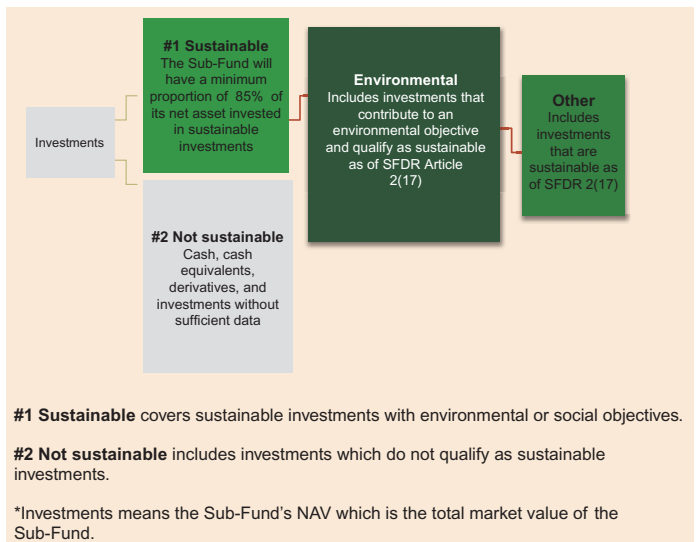 Investments
#1 Sustainable
The Sub-Fund will
have a minimum
proportion of 85% of
its net asset invested
in sustainable
investments
#2 Not sustainable
Cash, cash
equivalents,
derivatives, and
investments without
sufficient data
Environmental
Includes investments that
contribute to an
environmental objective
and qualify as sustainable
as of SFDR Article
2(17)
Other
Includes
investments
that are
sustainable as
of SFDR 2(17)
#1 Sustainable covers sustainable investments with environmental or social objectives.
#2 Not sustainable includes investments which do not qualify as sustainable
investments.
*Investments means the Sub-Fund's NAV which is the total market value of the
Sub-Fund.